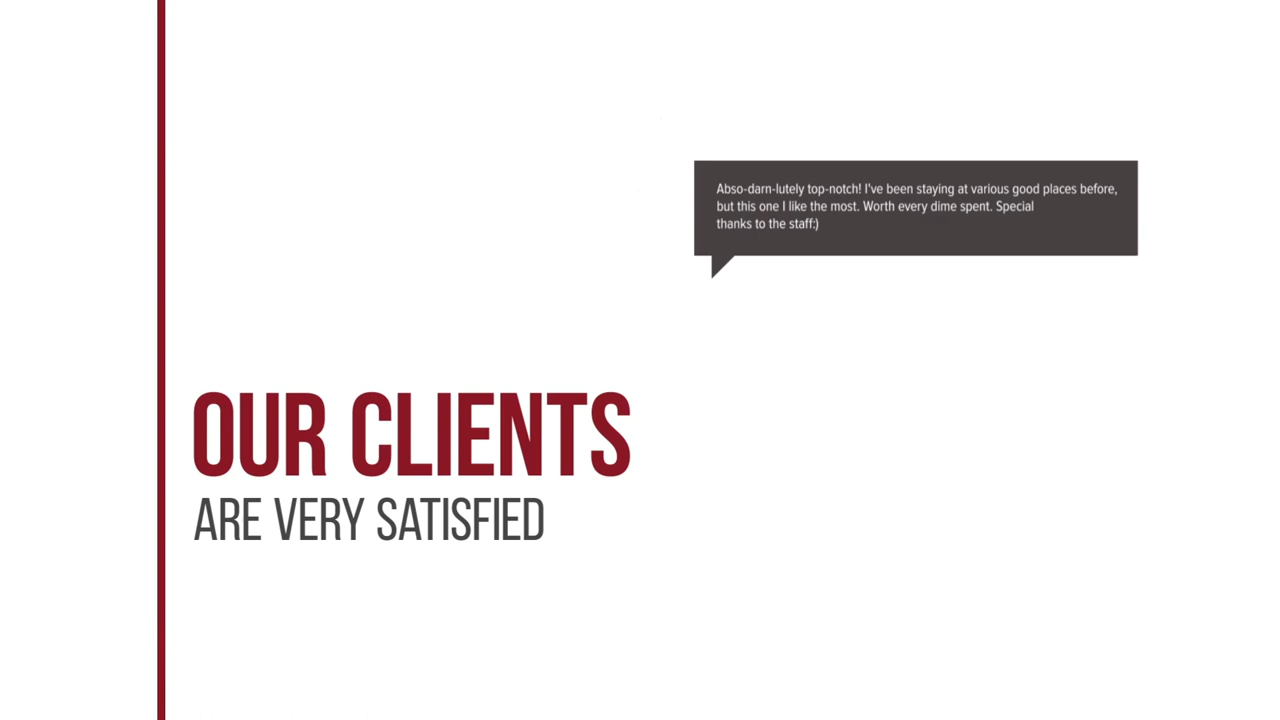 Abso-darn-lutely top-notch! I've been staying at various good places before,
but this one I like the most. Worth every dime spent. Special
thanks to the staff:)
OUR CLIENTS
ARE VERY SATISFIED